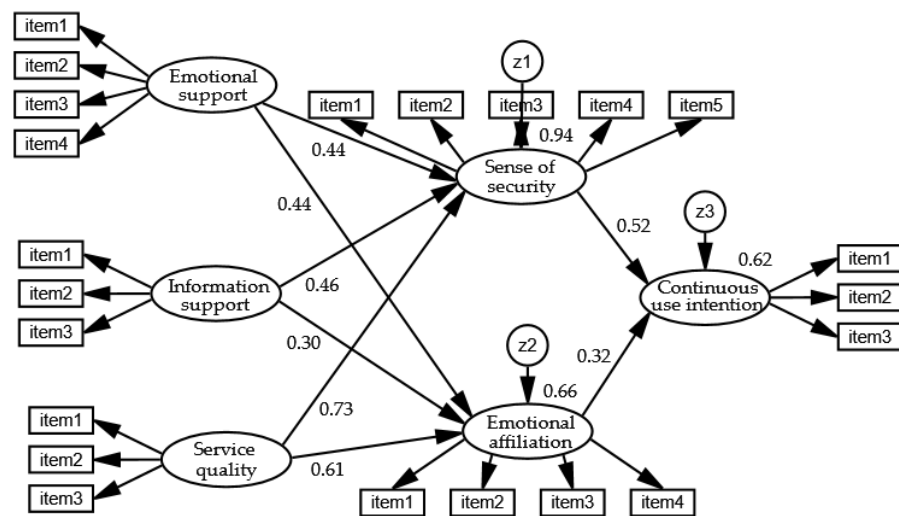 item1
item2
item3
item4
Emotional
support
z1
item1
item2
item3
item4
item5
0.94
Sense of
security
0.44
0.44
0.52
z3
0.62
Continuous
use intention
item1
item2
item3
item1
item2
item3
Information
support
0.46
0.30
z2
0.32
0.66
Emotional
affiliation
0.73
0.61
item1
item2
item3
Service
quality
item1
item2
item3
item4